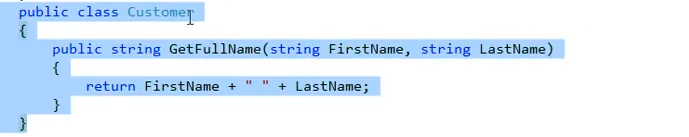 public class Customer
{
    public string GetFullName(string FirstName, string LastName)
    {
        return FirstName + " " + LastName;
    }
}